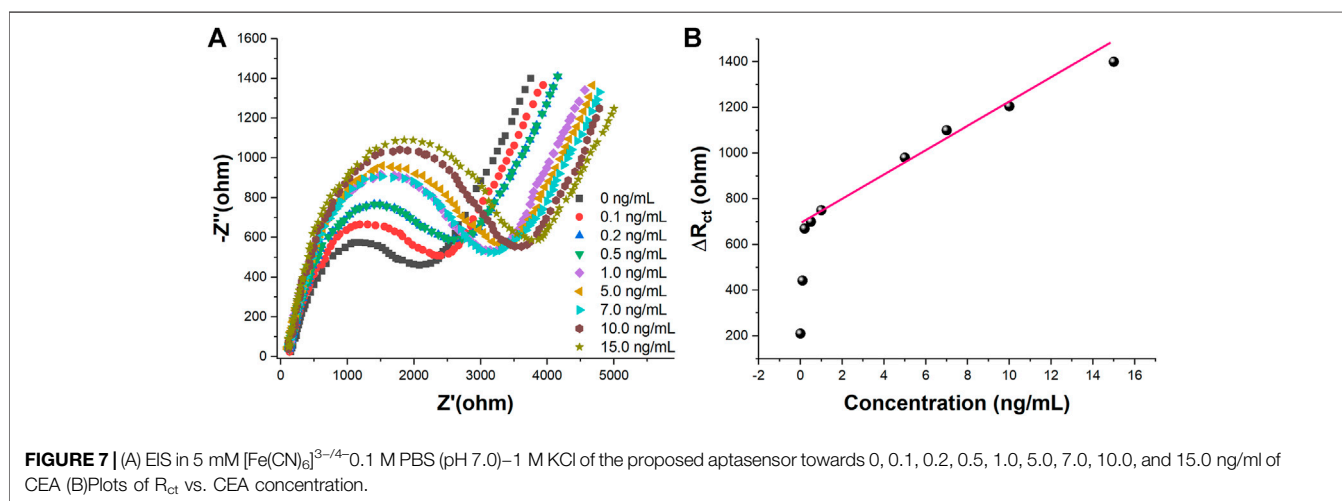 A
1600
1400
1200
1000
800
600
400
200
0
-Z''(ohm)
0 1000 2000 3000 4000 5000
Z'(ohm)
0 ng/mL
0.1 ng/mL
0.2 ng/mL
0.5 ng/mL
1.0 ng/mL
5.0 ng/mL
7.0 ng/mL
10.0 ng/mL
15.0 ng/mL
B
1400
1200
1000
800
600
400
200
ΔRct (ohm)
-2 0 2 4 6 8 10 12 14 16
Concentration (ng/mL)
FIGURE 7 | (A) EIS in 5 mM [Fe(CN)6]3−/4−0.1 M PBS (pH 7.0)–1 M KCl of the proposed aptasensor towards 0, 0.1, 0.2, 0.5, 1.0, 5.0, 7.0, 10.0, and 15.0 ng/ml of
CEA (B)Plots of Rct vs. CEA concentration.